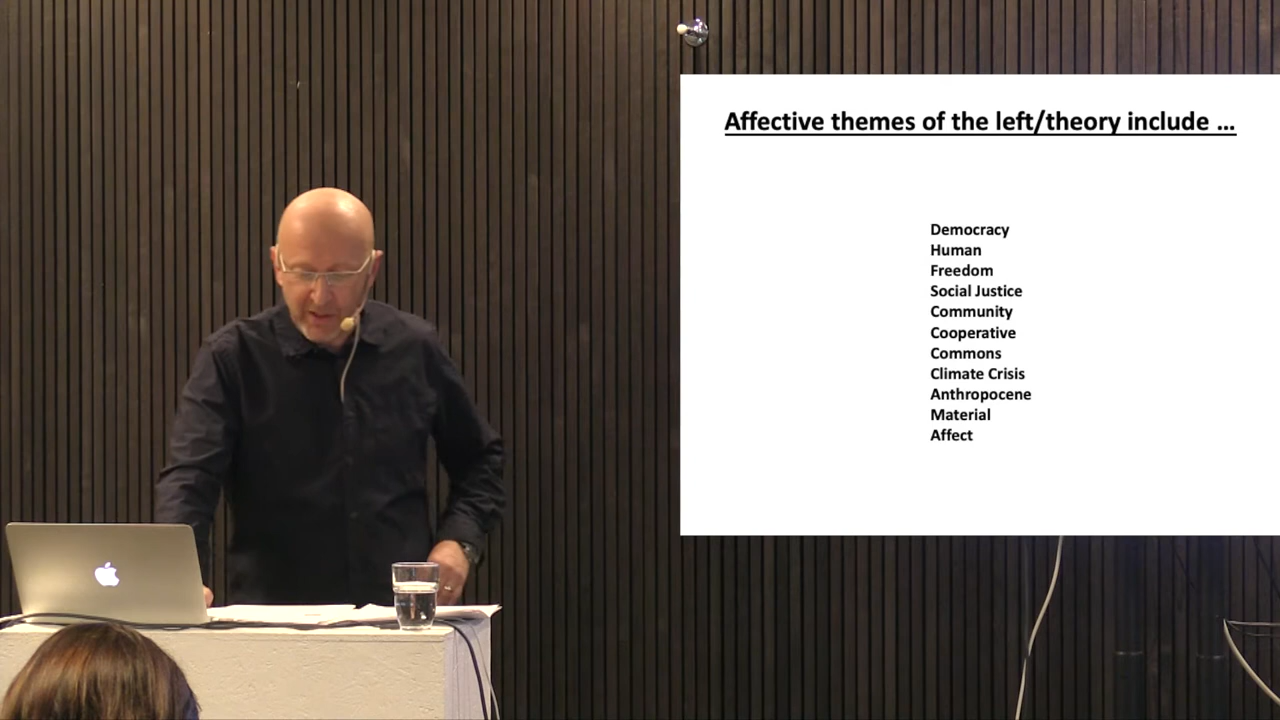 Affective themes of the left/theory include ...
Democracy
Human
Freedom
Social Justice
Community
Cooperative
Commons
Climate Crisis
Anthropocene
Material
Affect